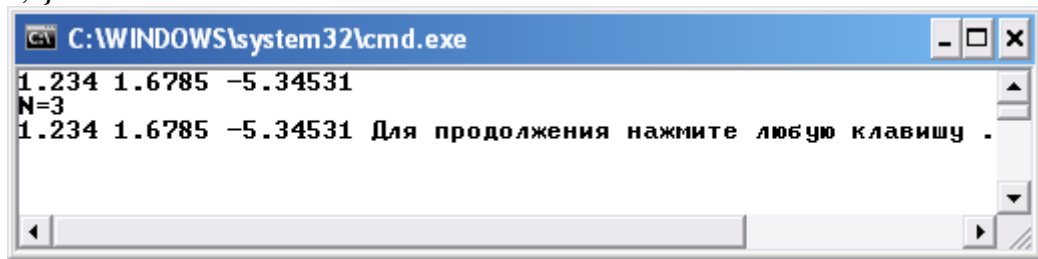 C:\WINDOWS\system32\cmd.exe
1.234 1.6785 -5.34531
N=3
1.234 1.6785 -5.34531 Для продолжения нажмите любую клавишу .